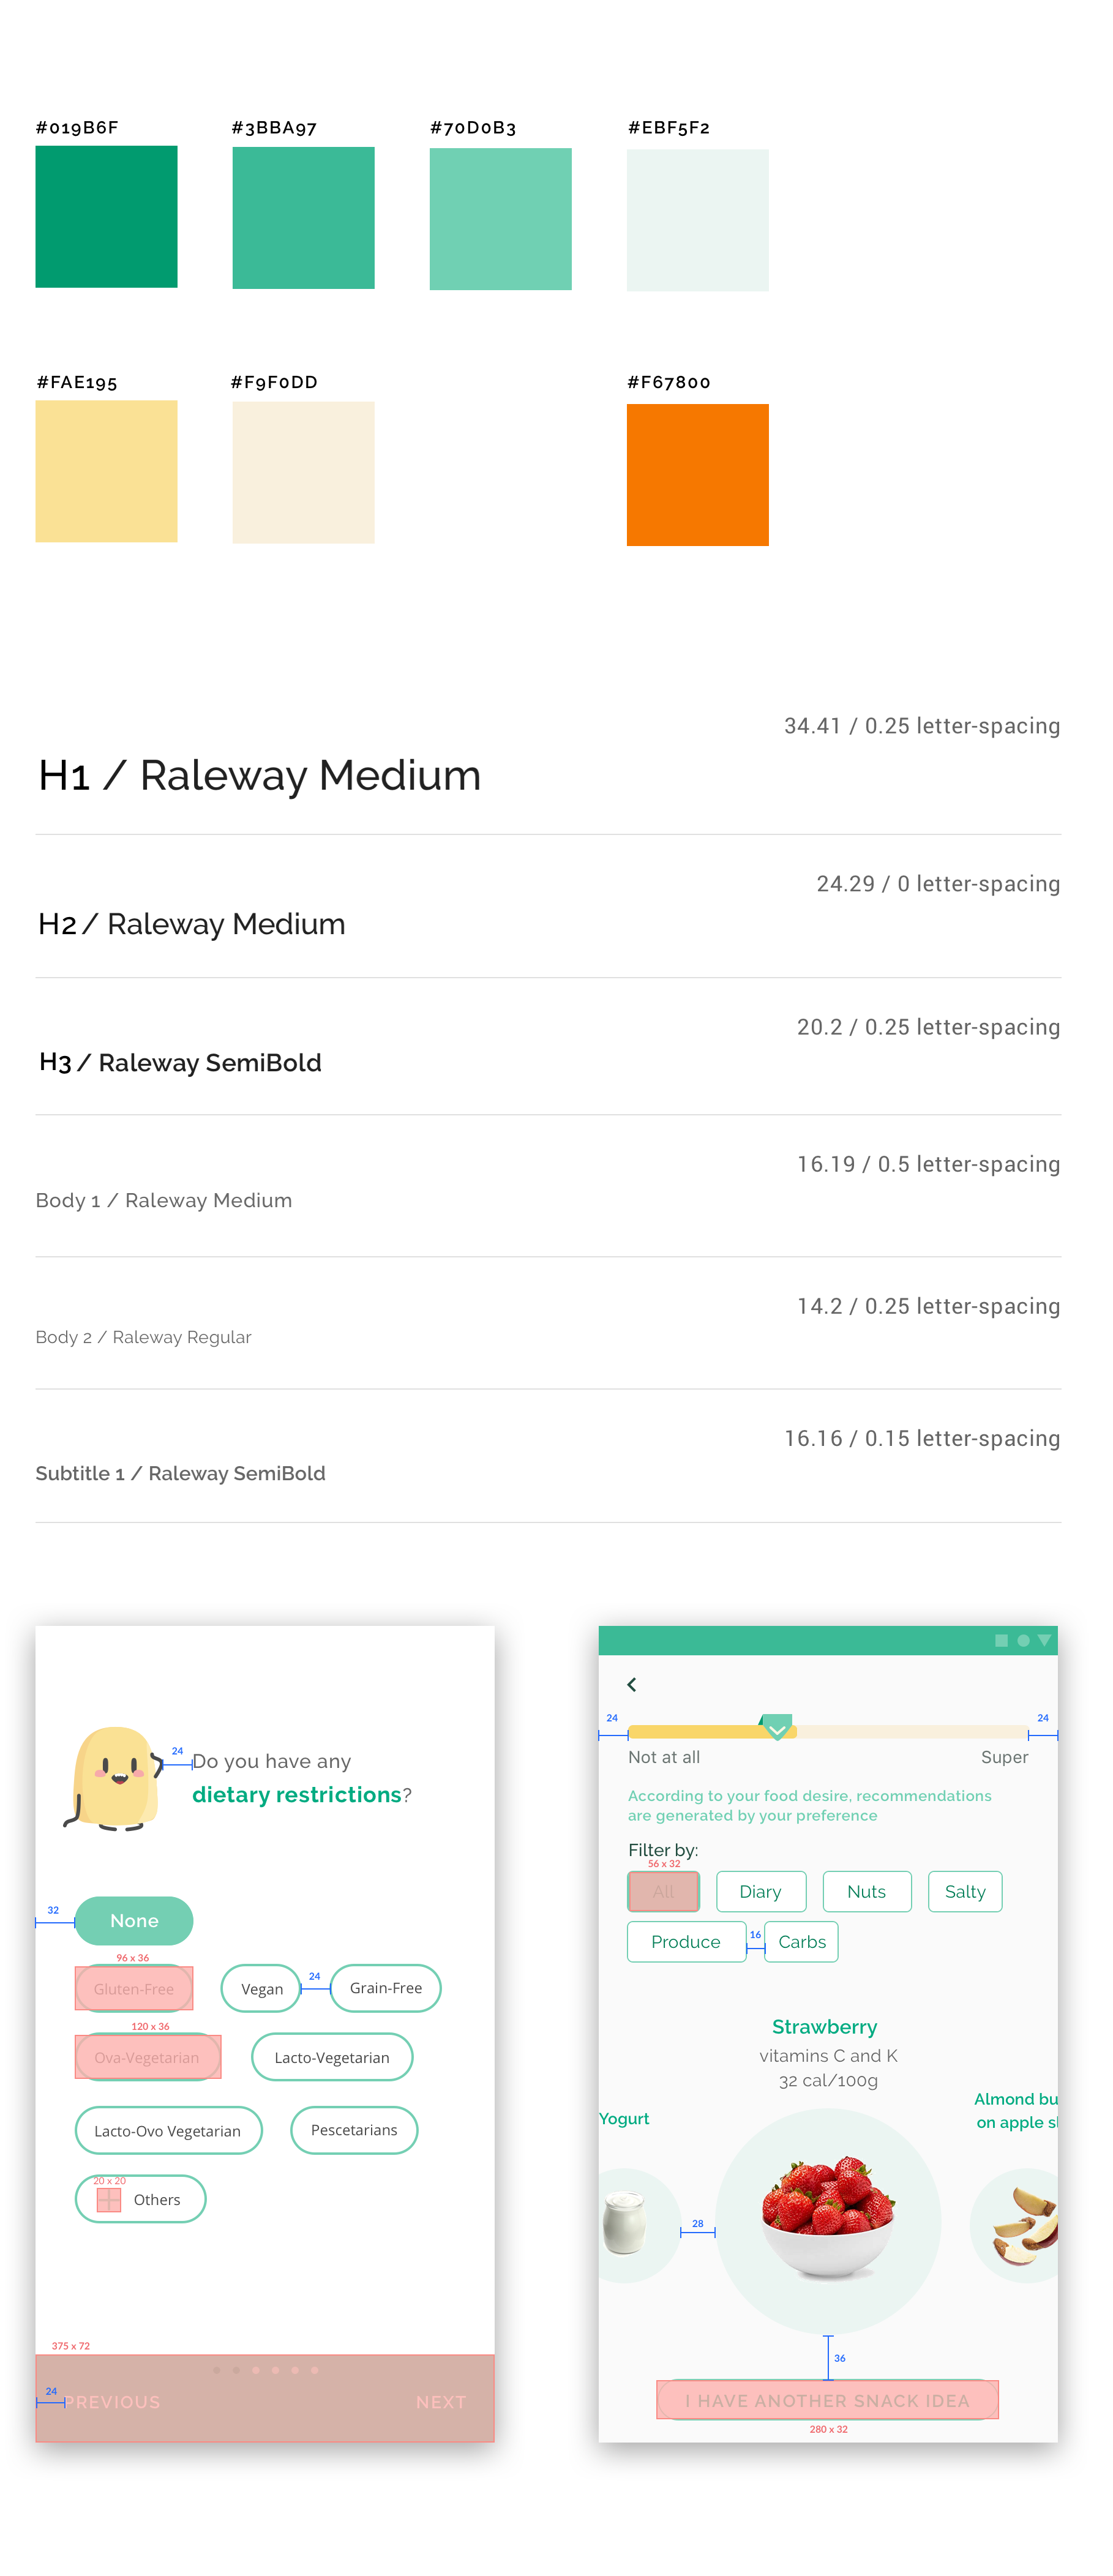 #019B6F #3BBA97 #70D0B3 #EBF5F2
#FAE195 #F9F0DD #F67800
34.41 / 0.25 letter-spacing
H1 / Raleway Medium
24.29 / 0 letter-spacing
H2 / Raleway Medium
20.2 / 0.25 letter-spacing
H3 / Raleway SemiBold
16.19 / 0.5 letter-spacing
Body 1 / Raleway Medium
14.2 / 0.25 letter-spacing
Body 2 / Raleway Regular
16.16 / 0.15 letter-spacing
Subtitle 1 / Raleway SemiBold
24
Do you have any
dietary restrictions?
32
None
96 x 36
Gluten-Free
Vegan
24
Grain-Free
120 x 36
Ova-Vegetarian
Lacto-Vegetarian
Lacto-Ovo Vegetarian
Pescetarians
20 x 20
Others
375 x 72
24
PREVIOUS
NEXT
24
24
Not at all
Super
According to your food desire, recommendations
are generated by your preference
Filter by:
56 x 32
All
Diary
Nuts
Salty
Produce
16
Carbs
Strawberry
vitamins C and K
32 cal/100g
Yogurt
Almond bu
on apple sl
28
36
I HAVE ANOTHER SNACK IDEA
280 x 32